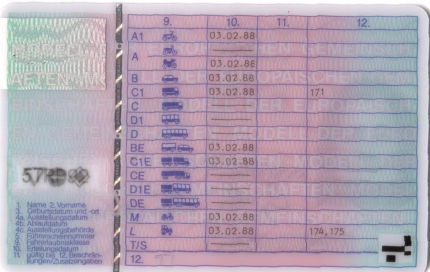 9. 10. 11. 12.
A1 03.02.88
A ———
03.02.88
B 03.02.88
C1 03.02.88 171
C ———
D1 ———
D ———
BE 03.02.88
C1E 03.02.88
CE ———
D1E ———
DE ———
M 03.02.88
L 03.02.88 174, 175
T/S ———
12.
1. Name 2. Vorname
3. Geburtsdatum und -ort
4a. Ausstellungsdatum
4b. Ablaufdatum
4c. Ausstellungsbehörde
5. Führerscheinnummer
9. Fahrerlaubnisklasse
10. Erteilungsdatum
11. gültig bis 12. Beschrän-
kungen/Zusatzangaben